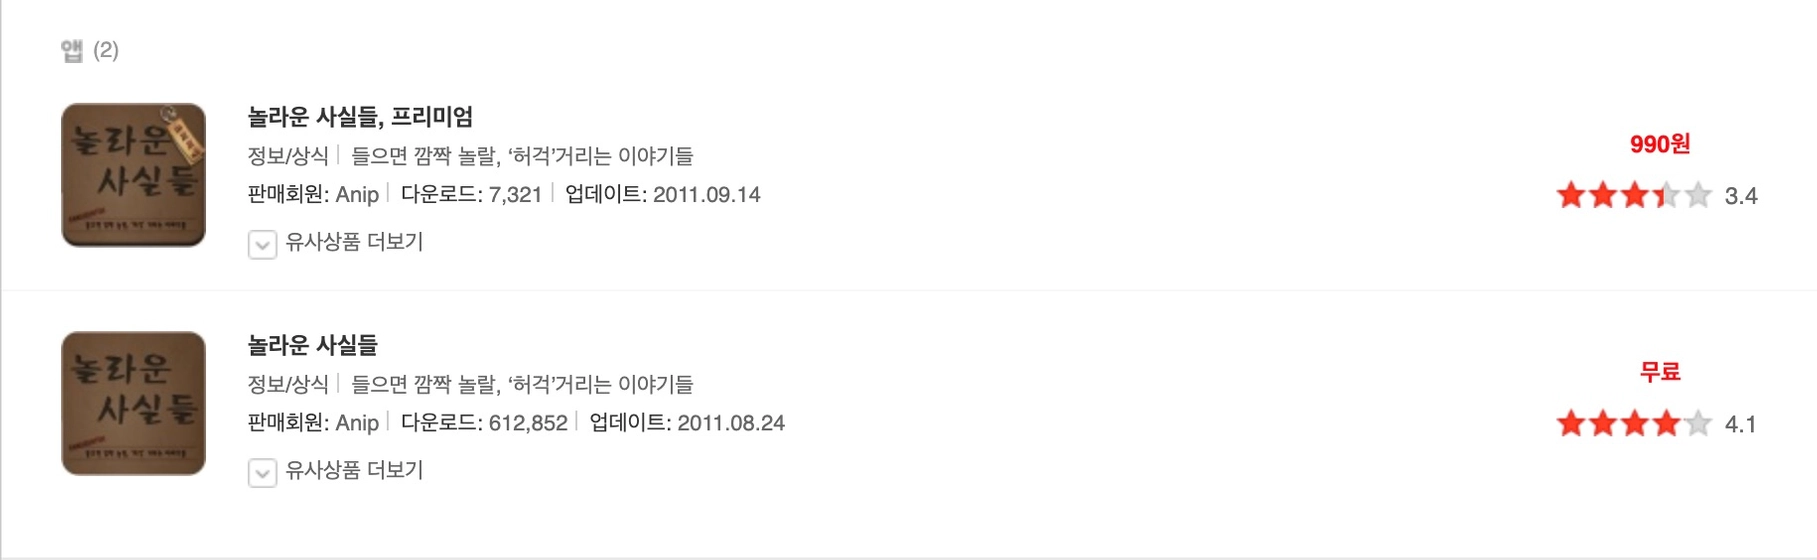 앱 (2)
놀라운
사실들
놀라운 사실들, 프리미엄
정보/상식 | 들으면 깜짝 놀랄, ‘허걱’거리는 이야기들
판매회원: Anip | 다운로드: 7,321 | 업데이트: 2011.09.14
유사상품 더보기
990원
3.4
놀라운
사실들
놀라운 사실들
정보/상식 | 들으면 깜짝 놀랄, ‘허걱’거리는 이야기들
판매회원: Anip | 다운로드: 612,852 | 업데이트: 2011.08.24
유사상품 더보기
무료
4.1